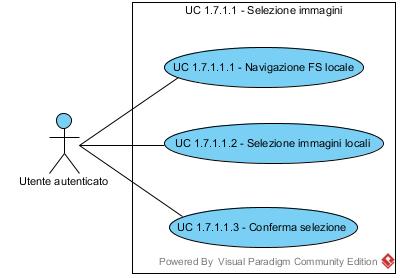 UC 1.7.1.1 - Selezione immagini
UC 1.7.1.1.1 - Navigazione FS locale
UC 1.7.1.1.2 - Selezione immagini locali
Utente autenticato
UC 1.7.1.1.3 - Conferma selezione
Powered By Visual Paradigm Community Edition